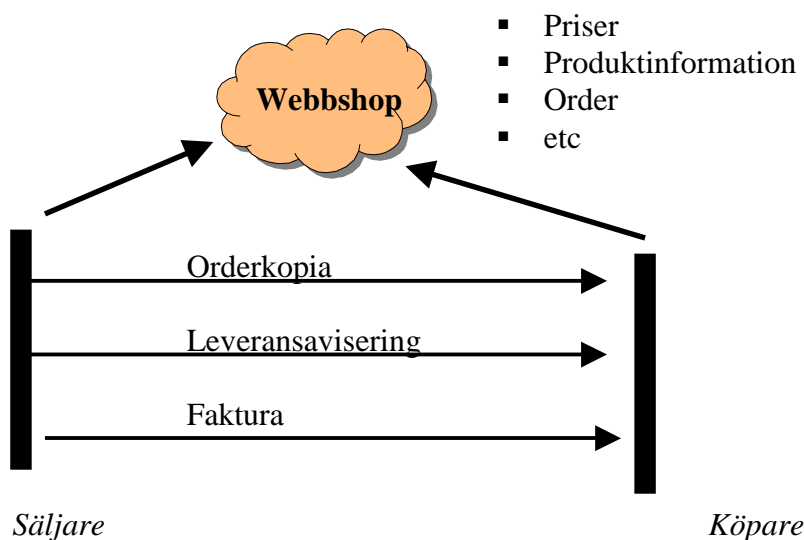 ▪ Priser
▪ Produktinformation
▪ Order
▪ etc
Webbshop
Orderkopia
Leveransavisering
Faktura
Säljare
Köpare